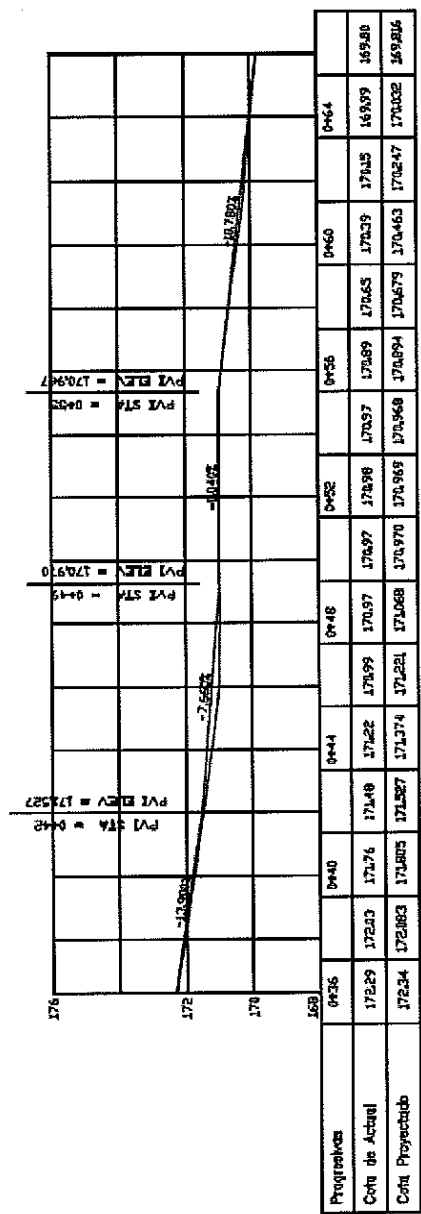 176
172
170
168
-13.900%
PVI STA = 0+42
PVI ELEV = 171.527
-7.660%
PVI STA = 0+49
PVI ELEV = 170.970
-0.040%
PVI STA = 0+55
PVI ELEV = 170.967
-10.780%
Progresivas 0+36 0+40 0+44 0+48 0+52 0+56 0+60 0+64
Cota de Actual 172.29 172.03 171.76 171.48 171.22 170.99 170.97 170.97 170.98 170.97 170.89 170.65 170.39 170.15 169.99 169.80
Cota Proyectado 172.34 172.083 171.805 171.527 171.374 171.221 171.068 170.970 170.969 170.968 170.894 170.679 170.463 170.247 170.032 169.816